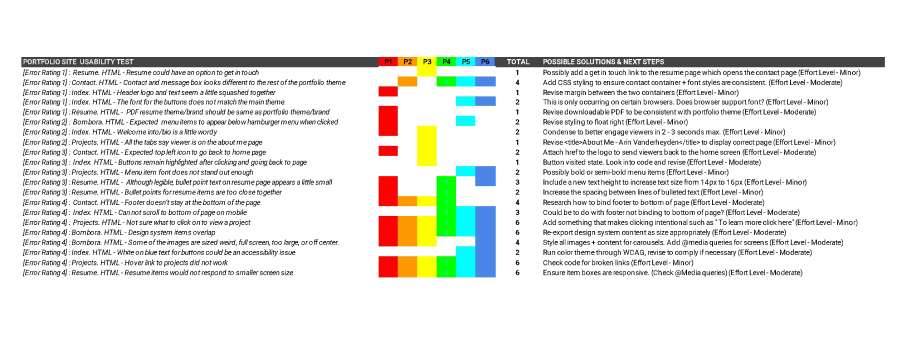 PORTFOLIO SITE USABILITY TEST P1 P2 P3 P4 P5 P6 TOTAL POSSIBLE SOLUTIONS & NEXT STEPS
[Error Rating 1] : Resume. HTML - Resume could have an option to get in touch 1 Possibly add a get in touch link to the resume page which opens the contact page (Effort Level - Minor)
[Error Rating 1] : Contact. HTML - Contact and message box looks different to the rest of the portfolio theme 4 Add CSS styling to ensure contact container + font styles are consistent. (Effort Level - Moderate)
[Error Rating 1] : Index. HTML - Header logo and text seem a little squashed together 1 Revise margin between the two containers (Effort Level - Minor)
[Error Rating 1] : Index. HTML - The font for the buttons does not match the main theme 2 This is only occurring on certain browsers. Does browser support font? (Effort Level - Moderate)
[Error Rating 1] : Resume. HTML - PDF resume theme/brand should be same as portfolio theme/brand 1 Revise downloadable PDF to be consistent with portfolio theme (Effort Level - Moderate)
[Error Rating 2] : Bombora. HTML - Expected menu items to appear below hamburger menu when clicked 2 Revise styling to float right (Effort Level - Minor)
[Error Rating 2] : Index. HTML - Welcome into/bio is a little wordy 2 Condense to better engage viewers in 2 - 3 seconds max. (Effort Level - Minor)
[Error Rating 2] : Projects. HTML - All the tabs say viewer is on the about me page 1 Revise <title>About Me - Arin Vanderheyden</title> to display correct page (Effort Level - Minor)
[Error Rating 3] : Contact. HTML - Expected top left icon to go back to home page 2 Attach href to the logo to send viewers back to the home screen (Effort Level - Minor)
[Error Rating 3] : Index. HTML - Buttons remain highlighted after clicking and going back to page 1 Button visited state. Look into code and revise (Effort Level - Minor)
[Error Rating 3] : Projects. HTML - Menu item font does not stand out enough 2 Possibly bold or semi-bold menu items (Effort Level - Minor)
[Error Rating 3] : Resume. HTML - Although legible, bullet point text on resume page appears a little small 3 Include a new text height to increase text size from 14px to 16px (Effort Level - Minor)
[Error Rating 3] : Resume. HTML - Bullet points for resume items are too close together 2 Increase the spacing between lines of bulleted text (Effort Level - Minor)
[Error Rating 4] : Contact. HTML - Footer doesn't stay at the bottom of the page 4 Research how to bind footer to bottom of page (Effort Level - Minor)
[Error Rating 4] : Index. HTML - Can not scroll to bottom of page on mobile 3 Could be to do with footer not binding to bottom of page? (Effort Level - Moderate)
[Error Rating 4] : Projects. HTML - Not sure what to click on to view a project 6 Add something that makes clicking intentional such as "To learn more click here" (Effort Level - Minor)
[Error Rating 4] : Bombora. HTML - Design system items overlap 6 Re-export design system content as size appropriately (Effort Level - Moderate)
[Error Rating 4] : Bombora. HTML - Some of the images are sized weird, full screen, too large, or off center. 4 Style all images + content for carousels. Add @media queries for screens (Effort Level - Moderate)
[Error Rating 4] : Index. HTML - White on blue text for buttons could be an accessibility issue 2 Run color theme through WCAG, revise to comply if necessary (Effort Level - Moderate)
[Error Rating 4] : Projects. HTML - Hover link to projects did not work 6 Check code for broken links (Effort Level - Minor)
[Error Rating 4] : Resume. HTML - Resume items would not respond to smaller screen size 6 Ensure item boxes are responsive. (Check @Media queries) (Effort Level - Moderate)